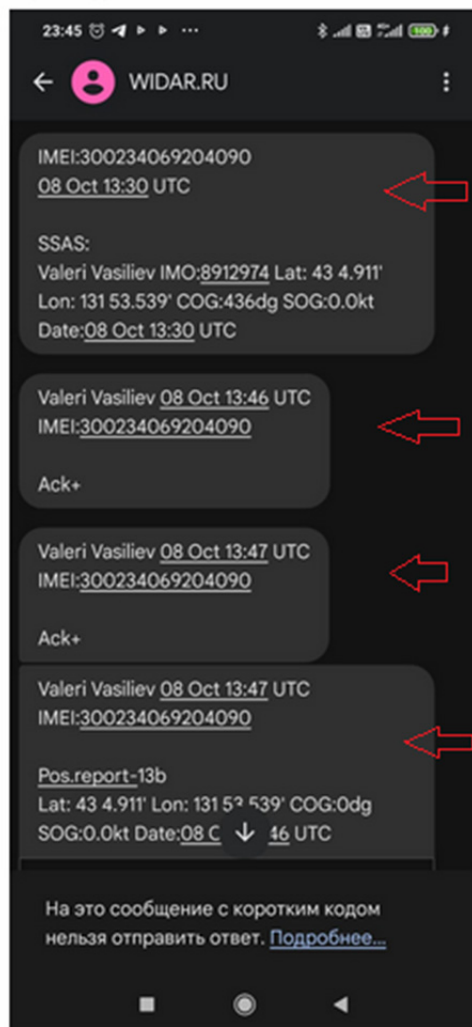 23:45
WIDAR.RU
IMEI:300234069204090
08 Oct 13:30 UTC
SSAS:
Valeri Vasiliev IMO:8912974 Lat: 43 4.911'
Lon: 131 53.539' COG:436dg SOG:0.0kt
Date:08 Oct 13:30 UTC
Valeri Vasiliev 08 Oct 13:46 UTC
IMEI:300234069204090
Ack+
Valeri Vasiliev 08 Oct 13:47 UTC
IMEI:300234069204090
Ack+
Valeri Vasiliev 08 Oct 13:47 UTC
IMEI:300234069204090
Pos.report-13b
Lat: 43 4.911' Lon: 131 53.539' COG:0dg
SOG:0.0kt Date:08 46 UTC
На это сообщение с коротким кодом
нельзя отправить ответ. Подробнее...